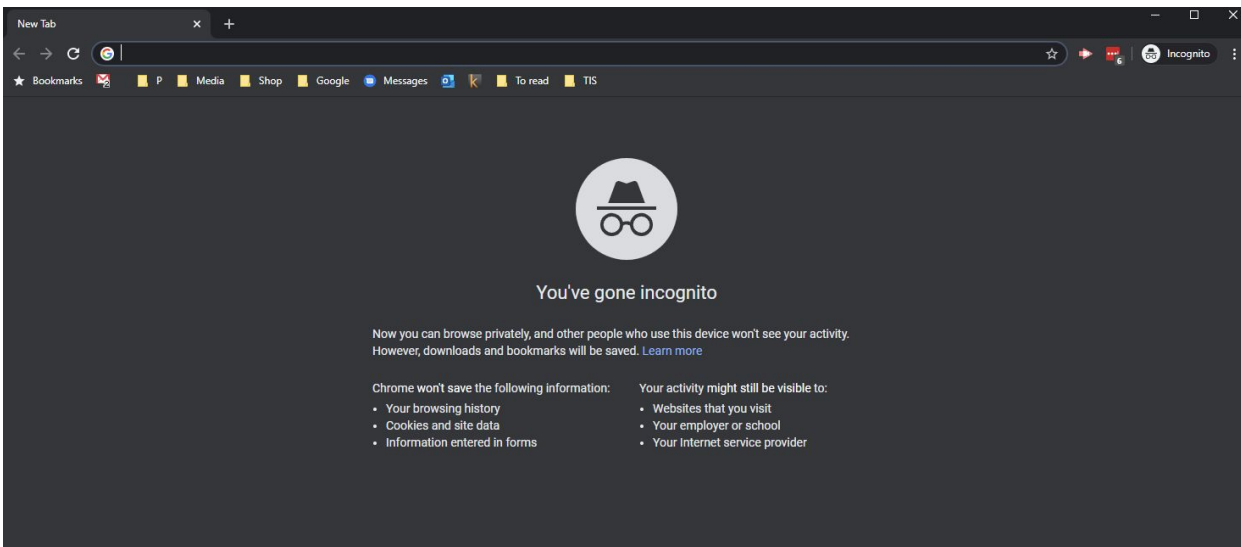 New Tab
Incognito
Bookmarks P Media Shop Google Messages To read TIS
You've gone incognito
Now you can browse privately, and other people who use this device won't see your activity.
However, downloads and bookmarks will be saved. Learn more
Chrome won't save the following information:
Your browsing history
Cookies and site data
Information entered in forms
Your activity might still be visible to:
Websites that you visit
Your employer or school
Your Internet service provider